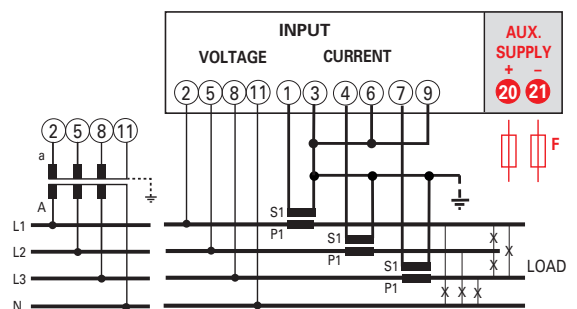 INPUT
AUX.
SUPPLY
VOLTAGE CURRENT
+ –
2 5 8 11 1 3 4 6 7 9 20 21
2 5 8 11
F
a
A
S1
P1
L1
S1
P1
L2
S1
P1
L3
LOAD
N
X X X X X X